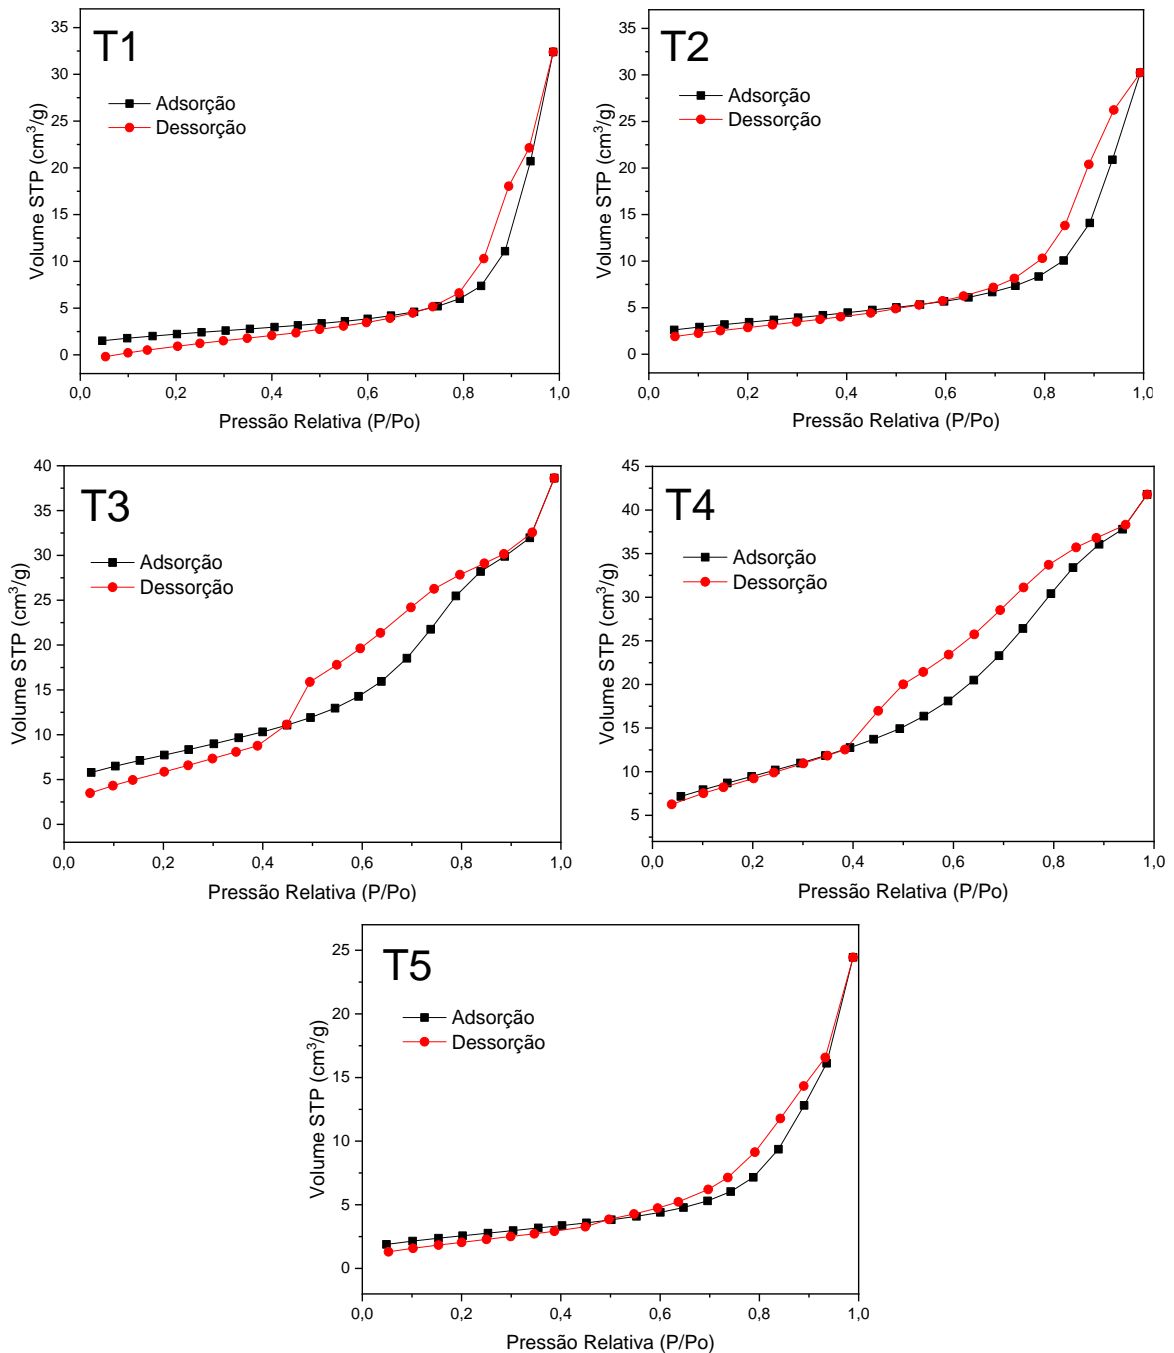 T1
Adsorção
Dessorção
Volume STP (cm³/g)
35
30
25
20
15
10
5
0
0,0 0,2 0,4 0,6 0,8 1,0
Pressão Relativa (P/Po)
T2
Adsorção
Dessorção
Volume STP (cm³/g)
35
30
25
20
15
10
5
0
0,0 0,2 0,4 0,6 0,8 1,0
Pressão Relativa (P/Po)
T3
Adsorção
Dessorção
Volume STP (cm³/g)
40
35
30
25
20
15
10
5
0
0,0 0,2 0,4 0,6 0,8 1,0
Pressão Relativa (P/Po)
T4
Adsorção
Dessorção
Volume STP (cm³/g)
45
40
35
30
25
20
15
10
5
0,0 0,2 0,4 0,6 0,8 1,0
Pressão Relativa (P/Po)
T5
Adsorção
Dessorção
Volume STP (cm³/g)
25
20
15
10
5
0
0,0 0,2 0,4 0,6 0,8 1,0
Pressão Relativa (P/Po)